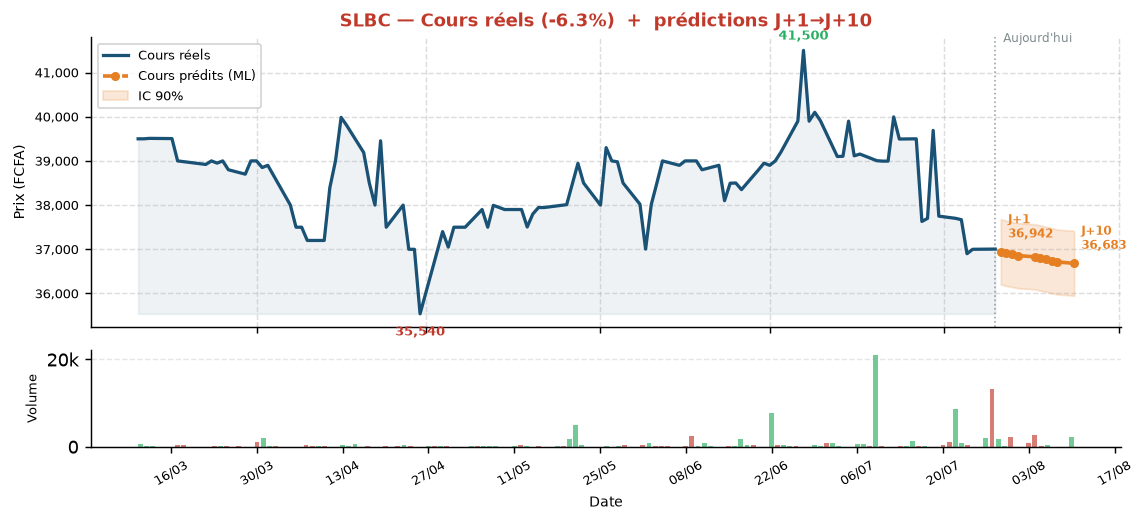 SLBC — Cours réels (-6.3%)  +  prédictions J+1→J+10
41,500
Aujourd'hui
Cours réels
Cours prédits (ML)
IC 90%
Prix (FCFA)
41,000
40,000
39,000
38,000
37,000
36,000
J+1
36,942
J+10
36,683
35,540
Volume
20k
0
16/03
30/03
13/04
27/04
11/05
25/05
08/06
22/06
06/07
20/07
03/08
17/08
Date